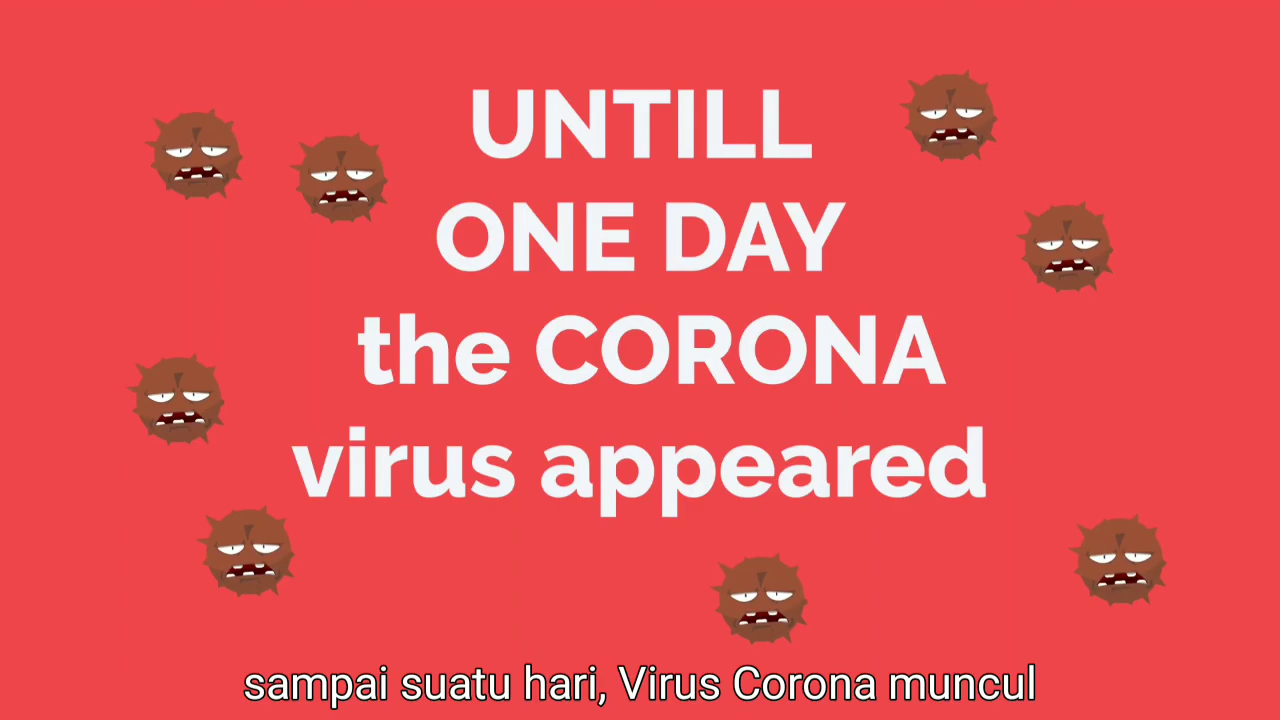 UNTILL
ONE DAY
the CORONA
virus appeared
sampai suatu hari, Virus Corona muncul